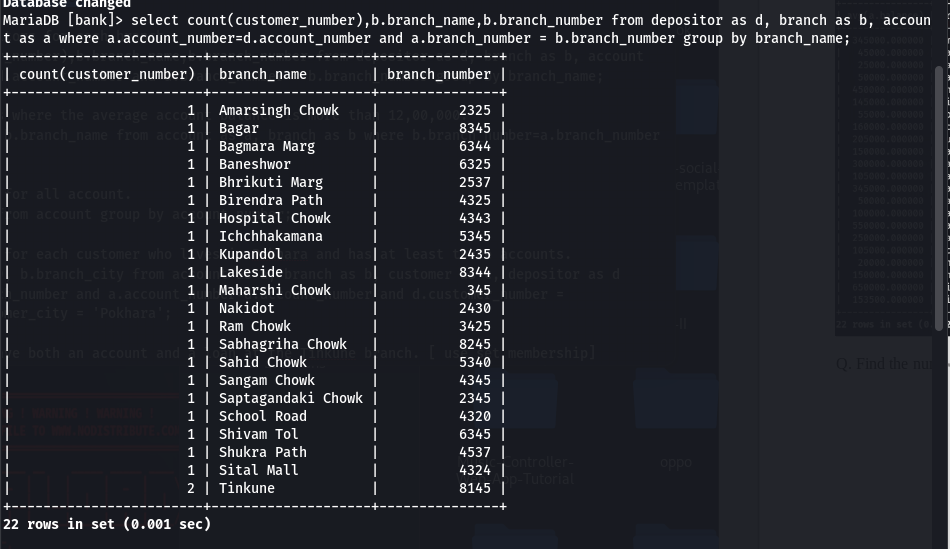 Database changed
MariaDB [bank]> select count(customer_number),b.branch_name,b.branch_number from depositor as d, branch as b, accoun
t as a where a.account_number=d.account_number and a.branch_number = b.branch_number group by branch_name;
+------------------------+--------------------+---------------+
| count(customer_number) | branch_name | branch_number |
+------------------------+--------------------+---------------+
| 1 | Amarsingh Chowk | 2325 |
| 1 | Bagar | 8345 |
| 1 | Bagmara Marg | 6344 |
| 1 | Baneshwor | 6325 |
| 1 | Bhrikuti Marg | 2537 |
| 1 | Birendra Path | 4325 |
| 1 | Hospital Chowk | 4343 |
| 1 | Ichchhakamana | 5345 |
| 1 | Kupandol | 2435 |
| 1 | Lakeside | 8344 |
| 1 | Maharshi Chowk | 345 |
| 1 | Nakidot | 2430 |
| 1 | Ram Chowk | 3425 |
| 1 | Sabhagriha Chowk | 8245 |
| 1 | Sahid Chowk | 5340 |
| 1 | Sangam Chowk | 4345 |
| 1 | Saptagandaki Chowk | 2345 |
| 1 | School Road | 4320 |
| 1 | Shivam Tol | 6345 |
| 1 | Shukra Path | 4537 |
| 1 | Sital Mall | 4324 |
| 2 | Tinkune | 8145 |
+------------------------+--------------------+---------------+
22 rows in set (0.001 sec)
Q. Find the
oppo